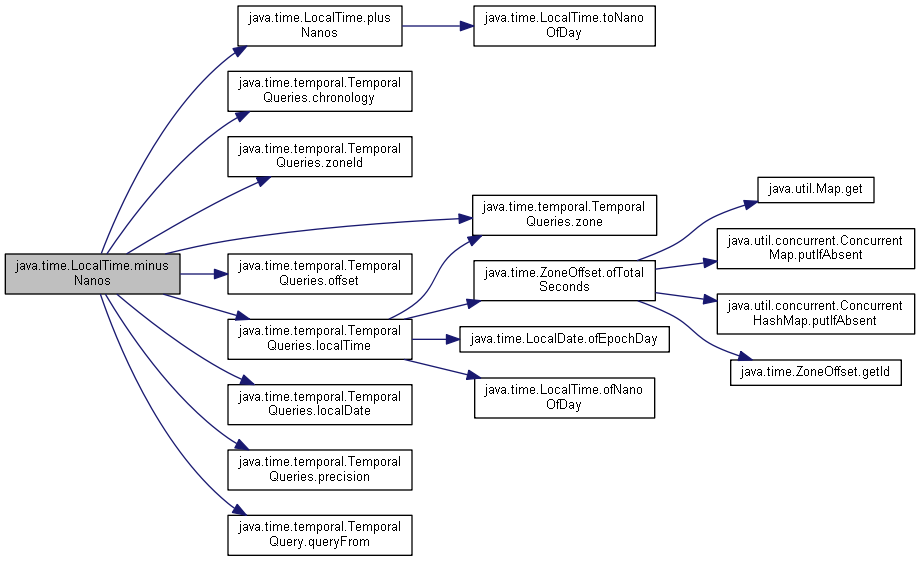 java.time.LocalTime.minus
Nanos
java.time.LocalTime.plus
Nanos
java.time.LocalTime.toNano
OfDay
java.time.temporal.Temporal
Queries.chronology
java.time.temporal.Temporal
Queries.zoneId
java.time.temporal.Temporal
Queries.zone
java.time.temporal.Temporal
Queries.offset
java.time.temporal.Temporal
Queries.localTime
java.time.ZoneOffset.ofTotal
Seconds
java.util.Map.get
java.util.concurrent.Concurrent
Map.putIfAbsent
java.util.concurrent.Concurrent
HashMap.putIfAbsent
java.time.ZoneOffset.getId
java.time.LocalDate.ofEpochDay
java.time.LocalTime.ofNano
OfDay
java.time.temporal.Temporal
Queries.localDate
java.time.temporal.Temporal
Queries.precision
java.time.temporal.Temporal
Query.queryFrom